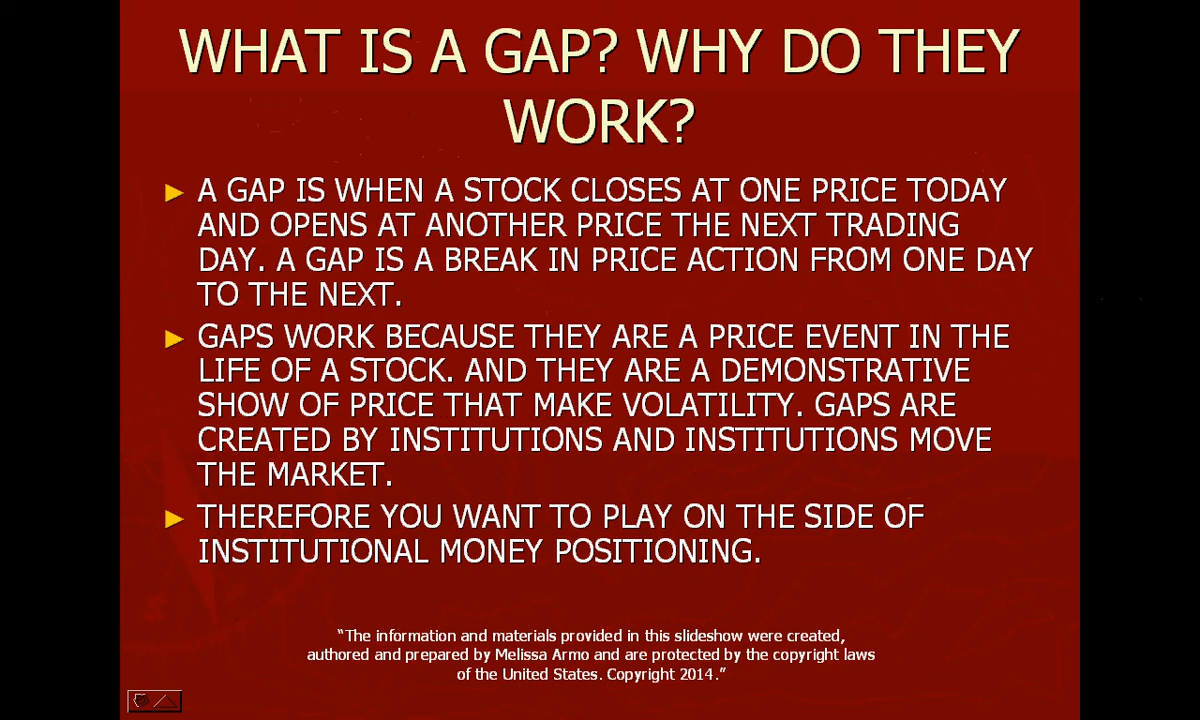 WHAT IS A GAP? WHY DO THEY
WORK?
► A GAP IS WHEN A STOCK CLOSES AT ONE PRICE TODAY
AND OPENS AT ANOTHER PRICE THE NEXT TRADING
DAY. A GAP IS A BREAK IN PRICE ACTION FROM ONE DAY
TO THE NEXT.
► GAPS WORK BECAUSE THEY ARE A PRICE EVENT IN THE
LIFE OF A STOCK. AND THEY ARE A DEMONSTRATIVE
SHOW OF PRICE THAT MAKE VOLATILITY. GAPS ARE
CREATED BY INSTITUTIONS AND INSTITUTIONS MOVE
THE MARKET.
► THEREFORE YOU WANT TO PLAY ON THE SIDE OF
INSTITUTIONAL MONEY POSITIONING.
“The information and materials provided in this slideshow were created,
authored and prepared by Melissa Armo and are protected by the copyright laws
of the United States. Copyright 2014.”